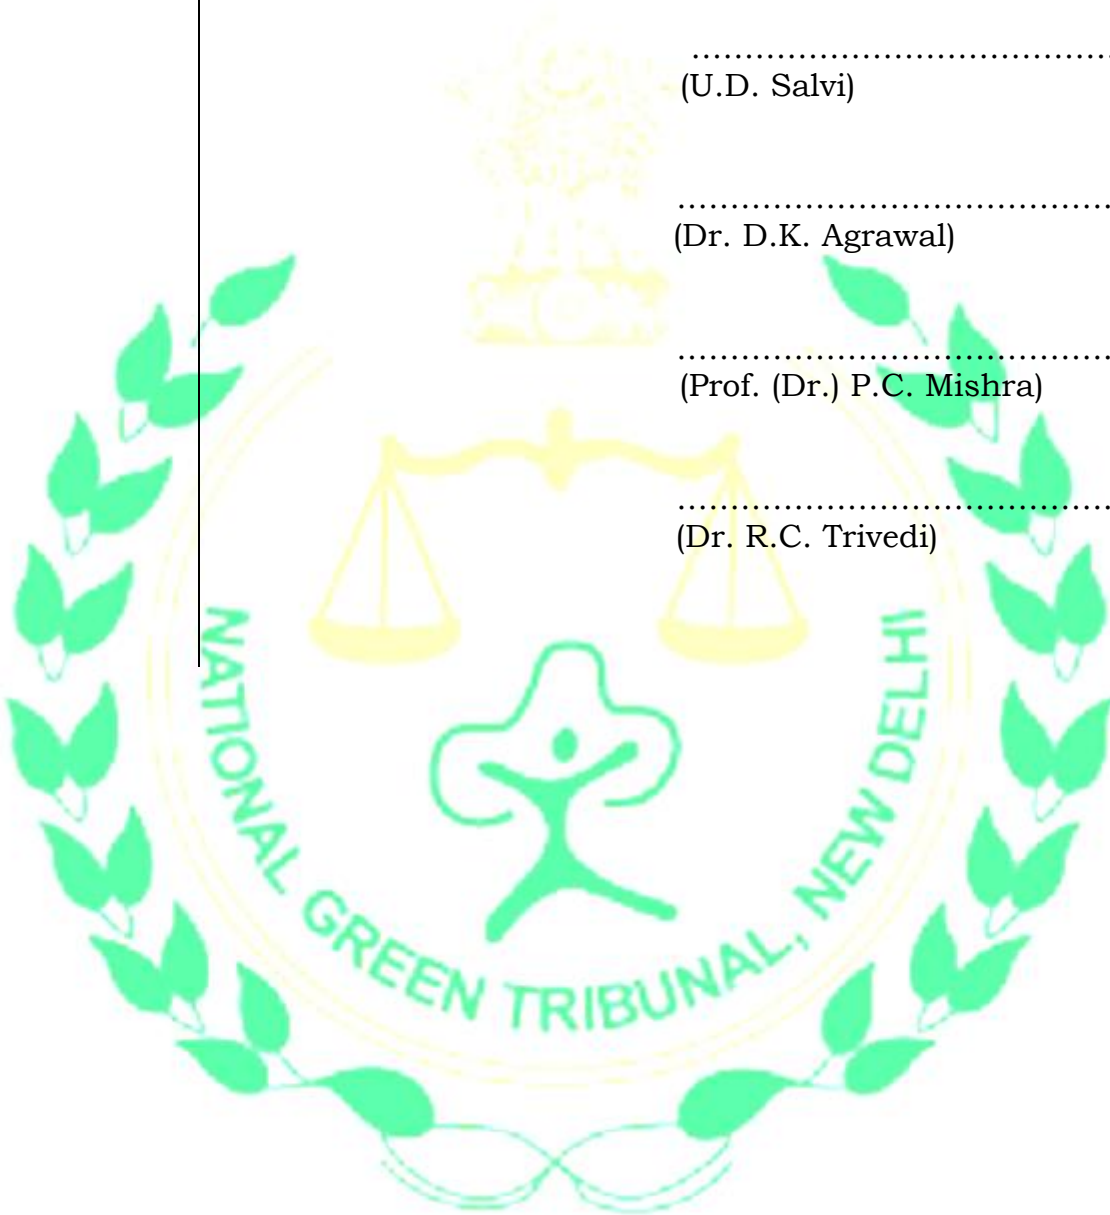 ……………………………………
(U.D. Salvi)
……………………………………
(Dr. D.K. Agrawal)
……………………………………
(Prof. (Dr.) P.C. Mishra)
……………………………………
(Dr. R.C. Trivedi)
NATIONAL GREEN TRIBUNAL, NEW DELHI